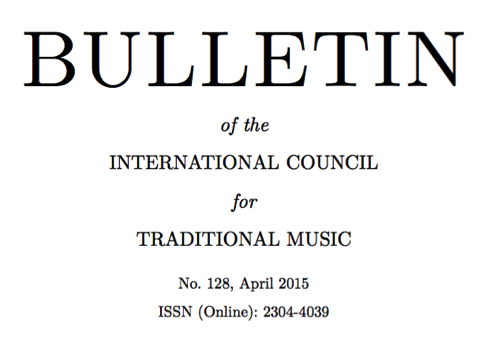 BULLETIN
of the
INTERNATIONAL COUNCIL
for
TRADITIONAL MUSIC
No. 128, April 2015
ISSN (Online): 2304-4039